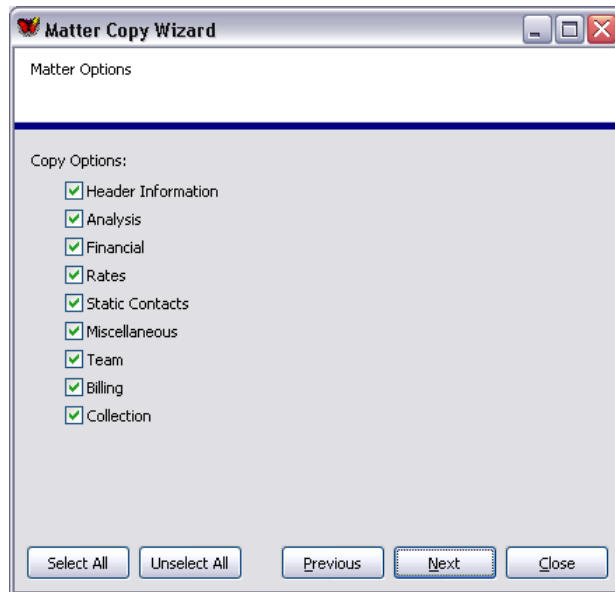 Matter Copy Wizard
Matter Options
Copy Options:
Header Information
Analysis
Financial
Rates
Static Contacts
Miscellaneous
Team
Billing
Collection
Select All Unselect All Previous Next Close